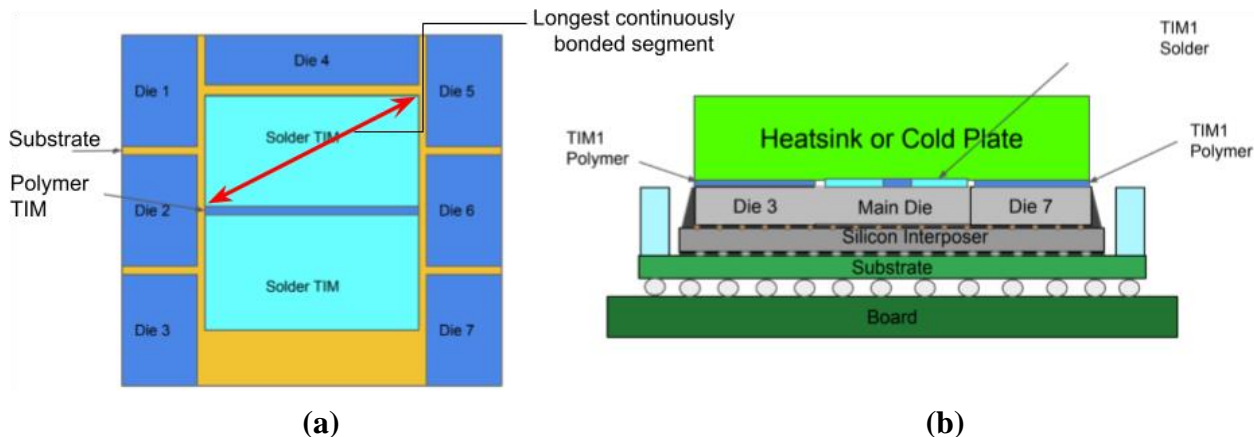 Longest continuously
bonded segment
Die 4
Die 1
Die 5
Solder TIM
Substrate
Polymer
TIM
Die 2
Die 6
Solder TIM
Die 3
Die 7
(a)
TIM1
Solder
TIM1
Polymer
Heatsink or Cold Plate
TIM1
Polymer
Die 3
Main Die
Die 7
Silicon Interposer
Substrate
Board
(b)